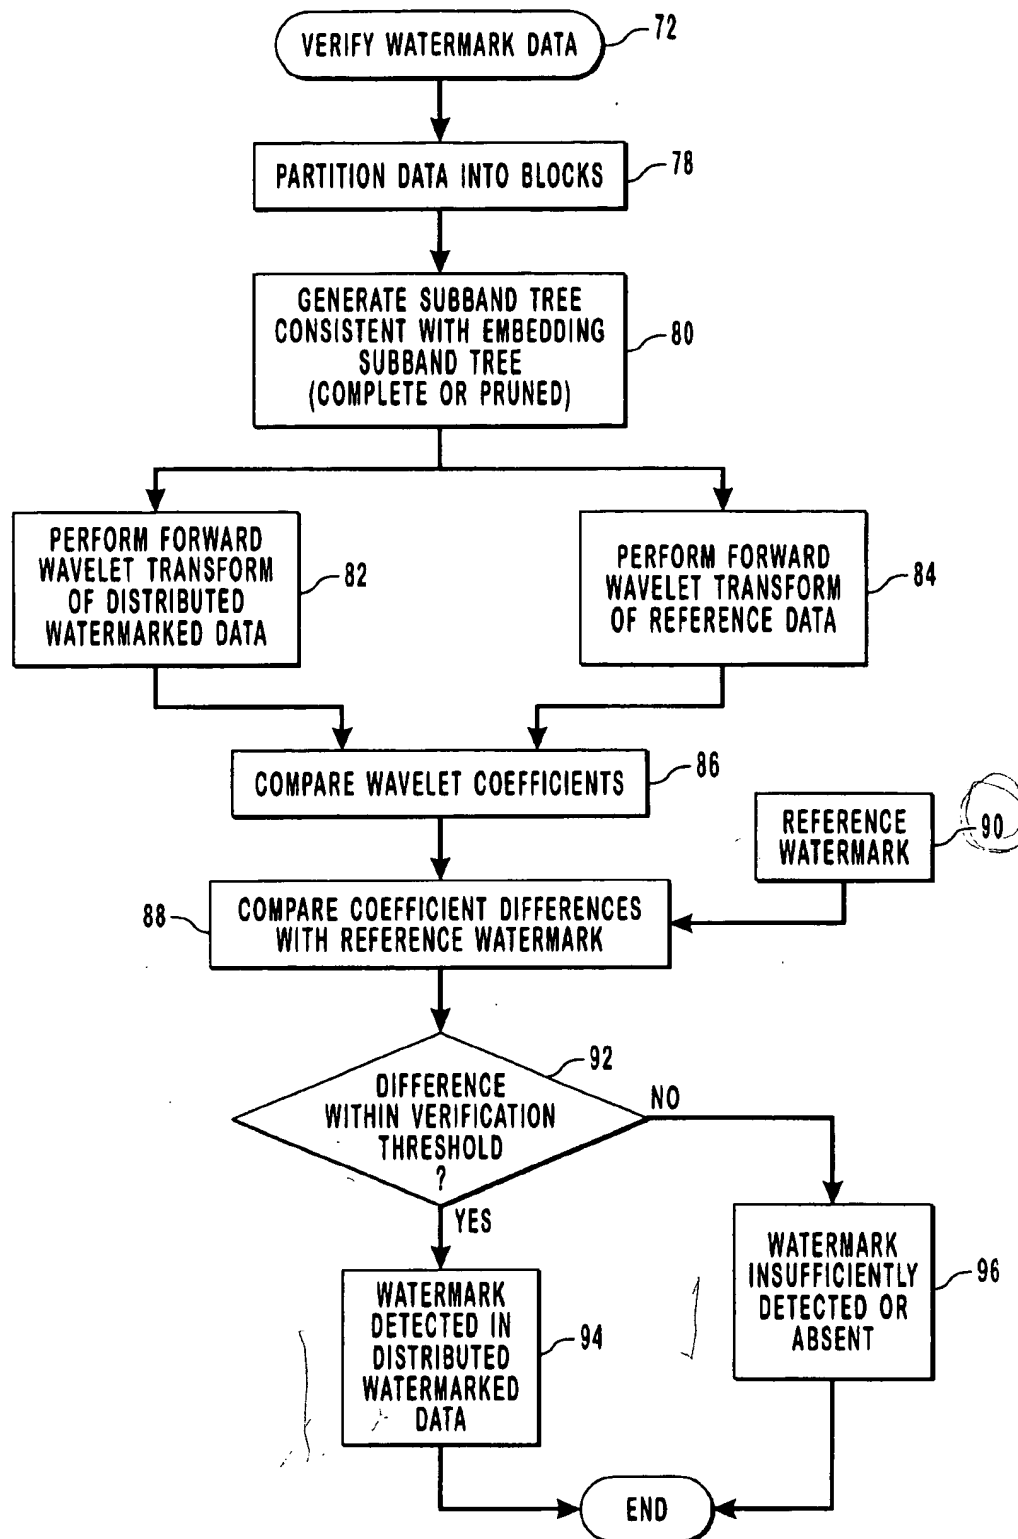 VERIFY WATERMARK DATA
72
PARTITION DATA INTO BLOCKS
78
GENERATE SUBBAND TREE
CONSISTENT WITH EMBEDDING
SUBBAND TREE
(COMPLETE OR PRUNED)
80
PERFORM FORWARD
WAVELET TRANSFORM
OF DISTRIBUTED
WATERMARKED DATA
82
PERFORM FORWARD
WAVELET TRANSFORM
OF REFERENCE DATA
84
COMPARE WAVELET COEFFICIENTS
86
REFERENCE
WATERMARK
90
88
COMPARE COEFFICIENT DIFFERENCES
WITH REFERENCE WATERMARK
92
DIFFERENCE
WITHIN VERIFICATION
THRESHOLD
?
NO
YES
WATERMARK
DETECTED IN
DISTRIBUTED
WATERMARKED
DATA
94
WATERMARK
INSUFFICIENTLY
DETECTED OR
ABSENT
96
END